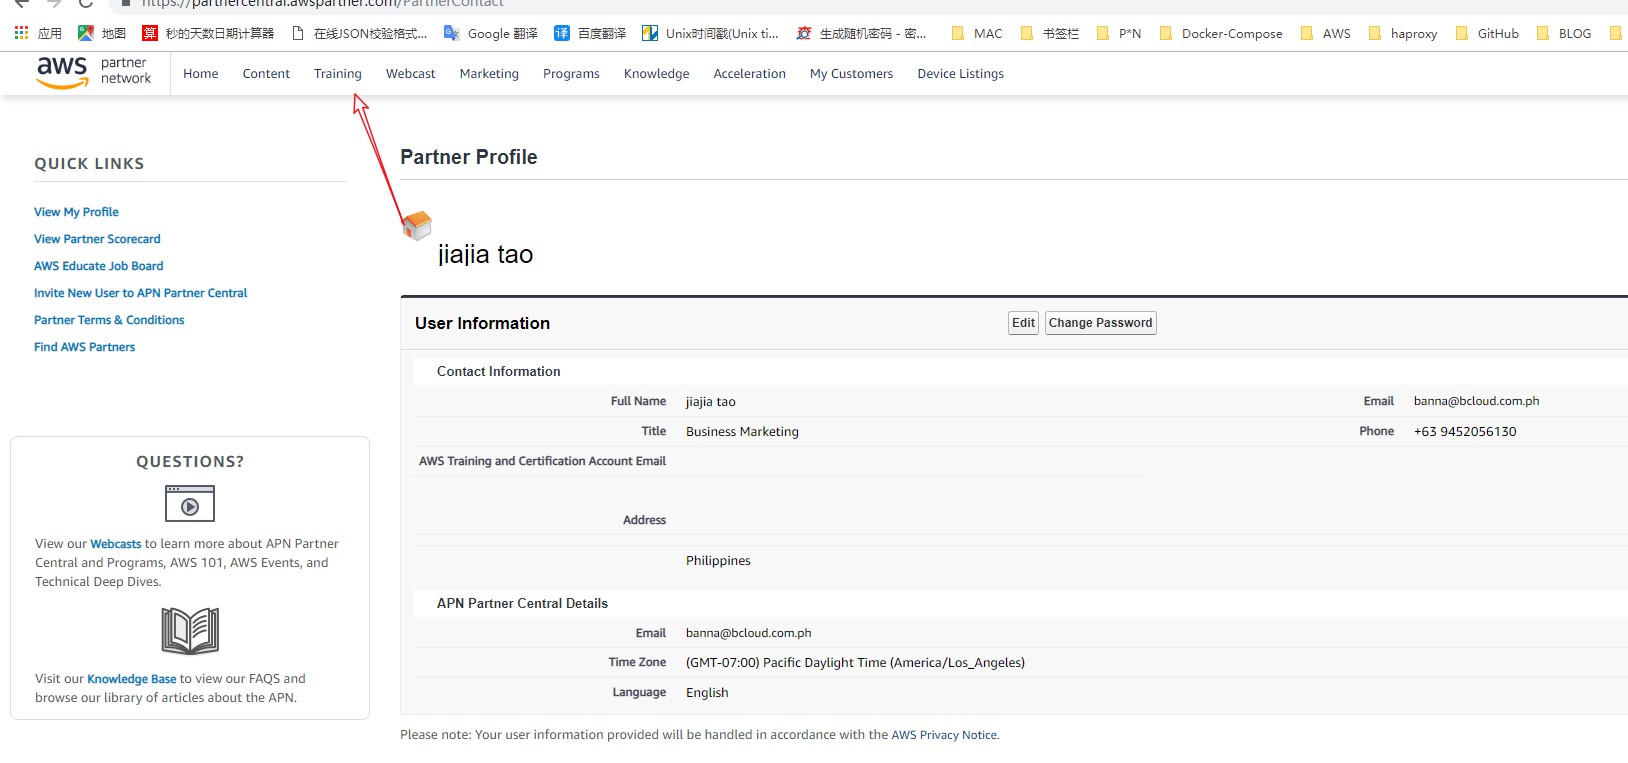 https://partnercentral.awspartner.com/PartnerContact
应用 地图 秒的天数日期计算器 在线JSON校验格式... Google 翻译 百度翻译 Unix时间戳(Unix ti... 生成随机密码 - 密... MAC 书签栏 P*N Docker-Compose AWS haproxy GitHub BLOG
aws partner network Home Content Training Webcast Marketing Programs Knowledge Acceleration My Customers Device Listings
QUICK LINKS
View My Profile
View Partner Scorecard
AWS Educate Job Board
Invite New User to APN Partner Central
Partner Terms & Conditions
Find AWS Partners
QUESTIONS?
View our Webcasts to learn more about APN Partner
Central and Programs, AWS 101, AWS Events, and
Technical Deep Dives.
Visit our Knowledge Base to view our FAQS and
browse our library of articles about the APN.
Partner Profile
jiajia tao
User Information Edit Change Password
Contact Information
Full Name jiajia tao Email banna@bcloud.com.ph
Title Business Marketing Phone +63 9452056130
AWS Training and Certification Account Email
Address
Philippines
APN Partner Central Details
Email banna@bcloud.com.ph
Time Zone (GMT-07:00) Pacific Daylight Time (America/Los_Angeles)
Language English
Please note: Your user information provided will be handled in accordance with the AWS Privacy Notice.